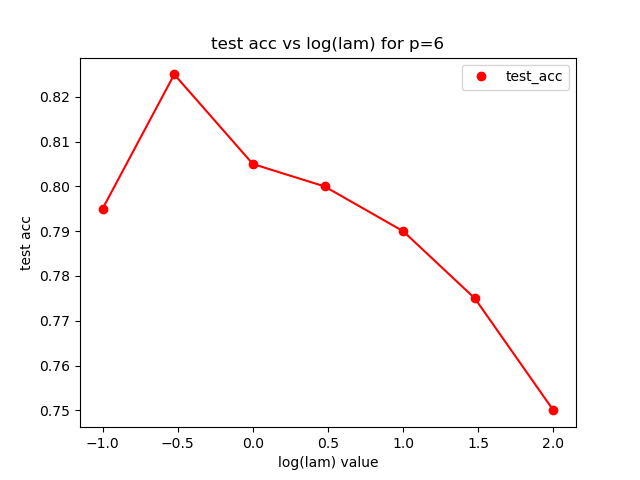 test acc vs log(lam) for p=6
test_acc
0.82
0.81
0.80
0.79
0.78
0.77
0.76
0.75
test acc
−1.0 −0.5 0.0 0.5 1.0 1.5 2.0
log(lam) value